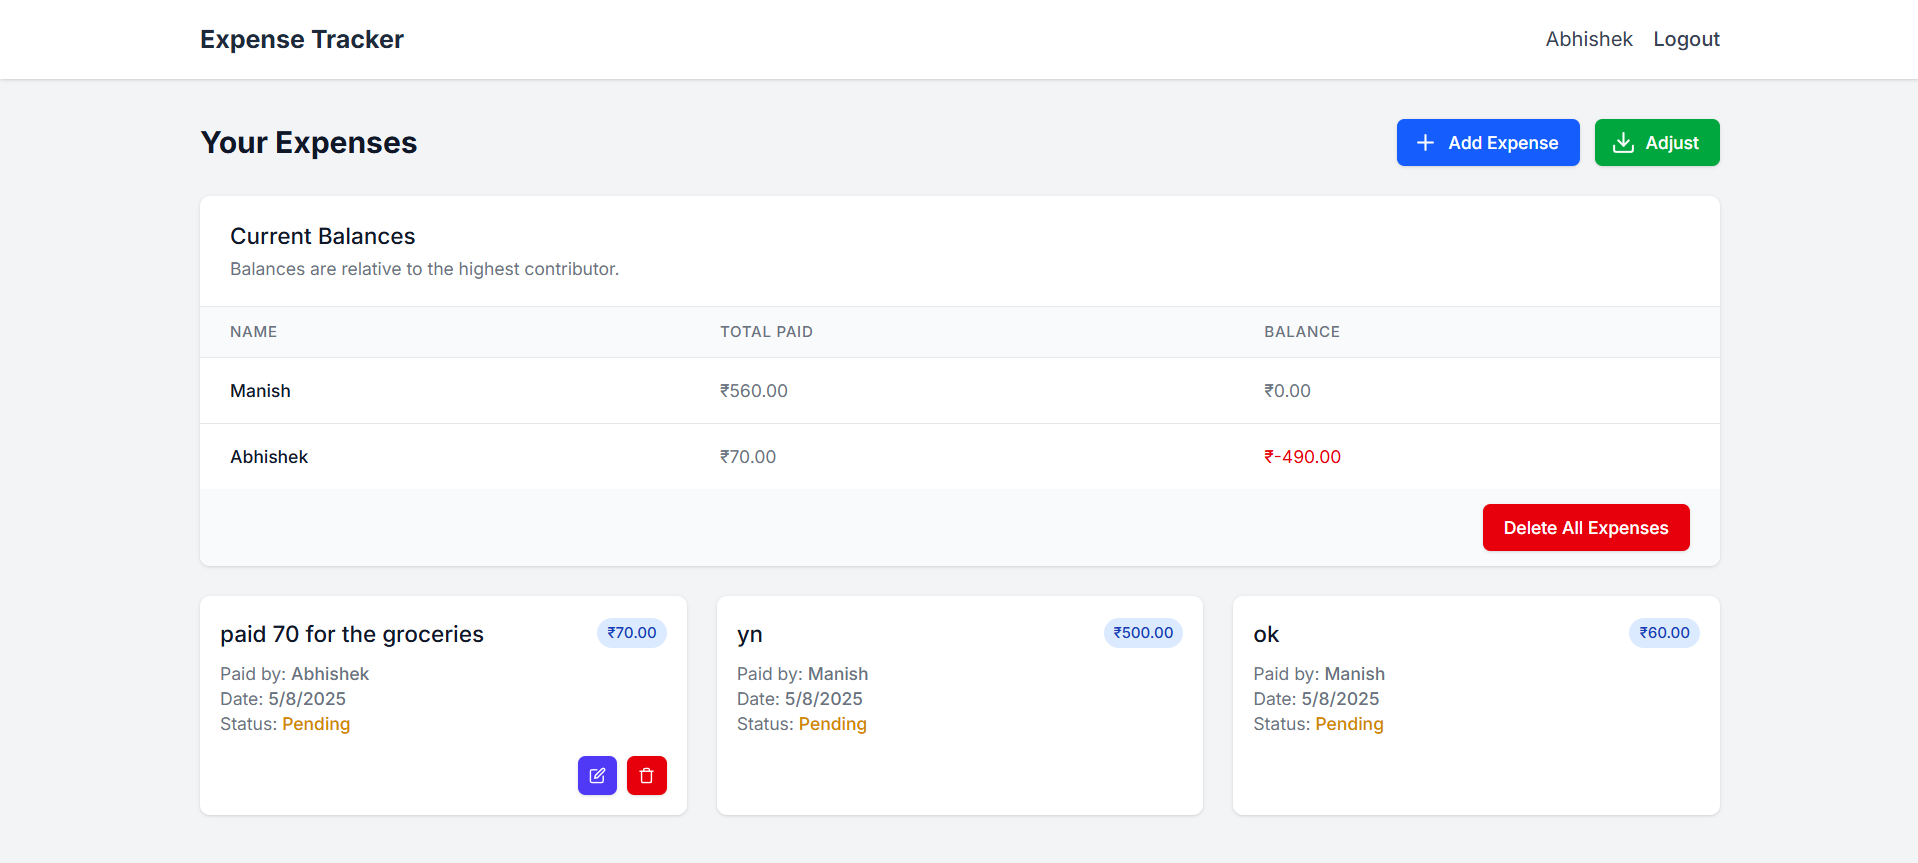 Expense Tracker
Abhishek Logout
Your Expenses
Add Expense
Adjust
Current Balances
Balances are relative to the highest contributor.
NAME TOTAL PAID BALANCE
Manish ₹560.00 ₹0.00
Abhishek ₹70.00 ₹-490.00
Delete All Expenses
paid 70 for the groceries ₹70.00
Paid by: Abhishek
Date: 5/8/2025
Status: Pending
yn ₹500.00
Paid by: Manish
Date: 5/8/2025
Status: Pending
ok ₹60.00
Paid by: Manish
Date: 5/8/2025
Status: Pending